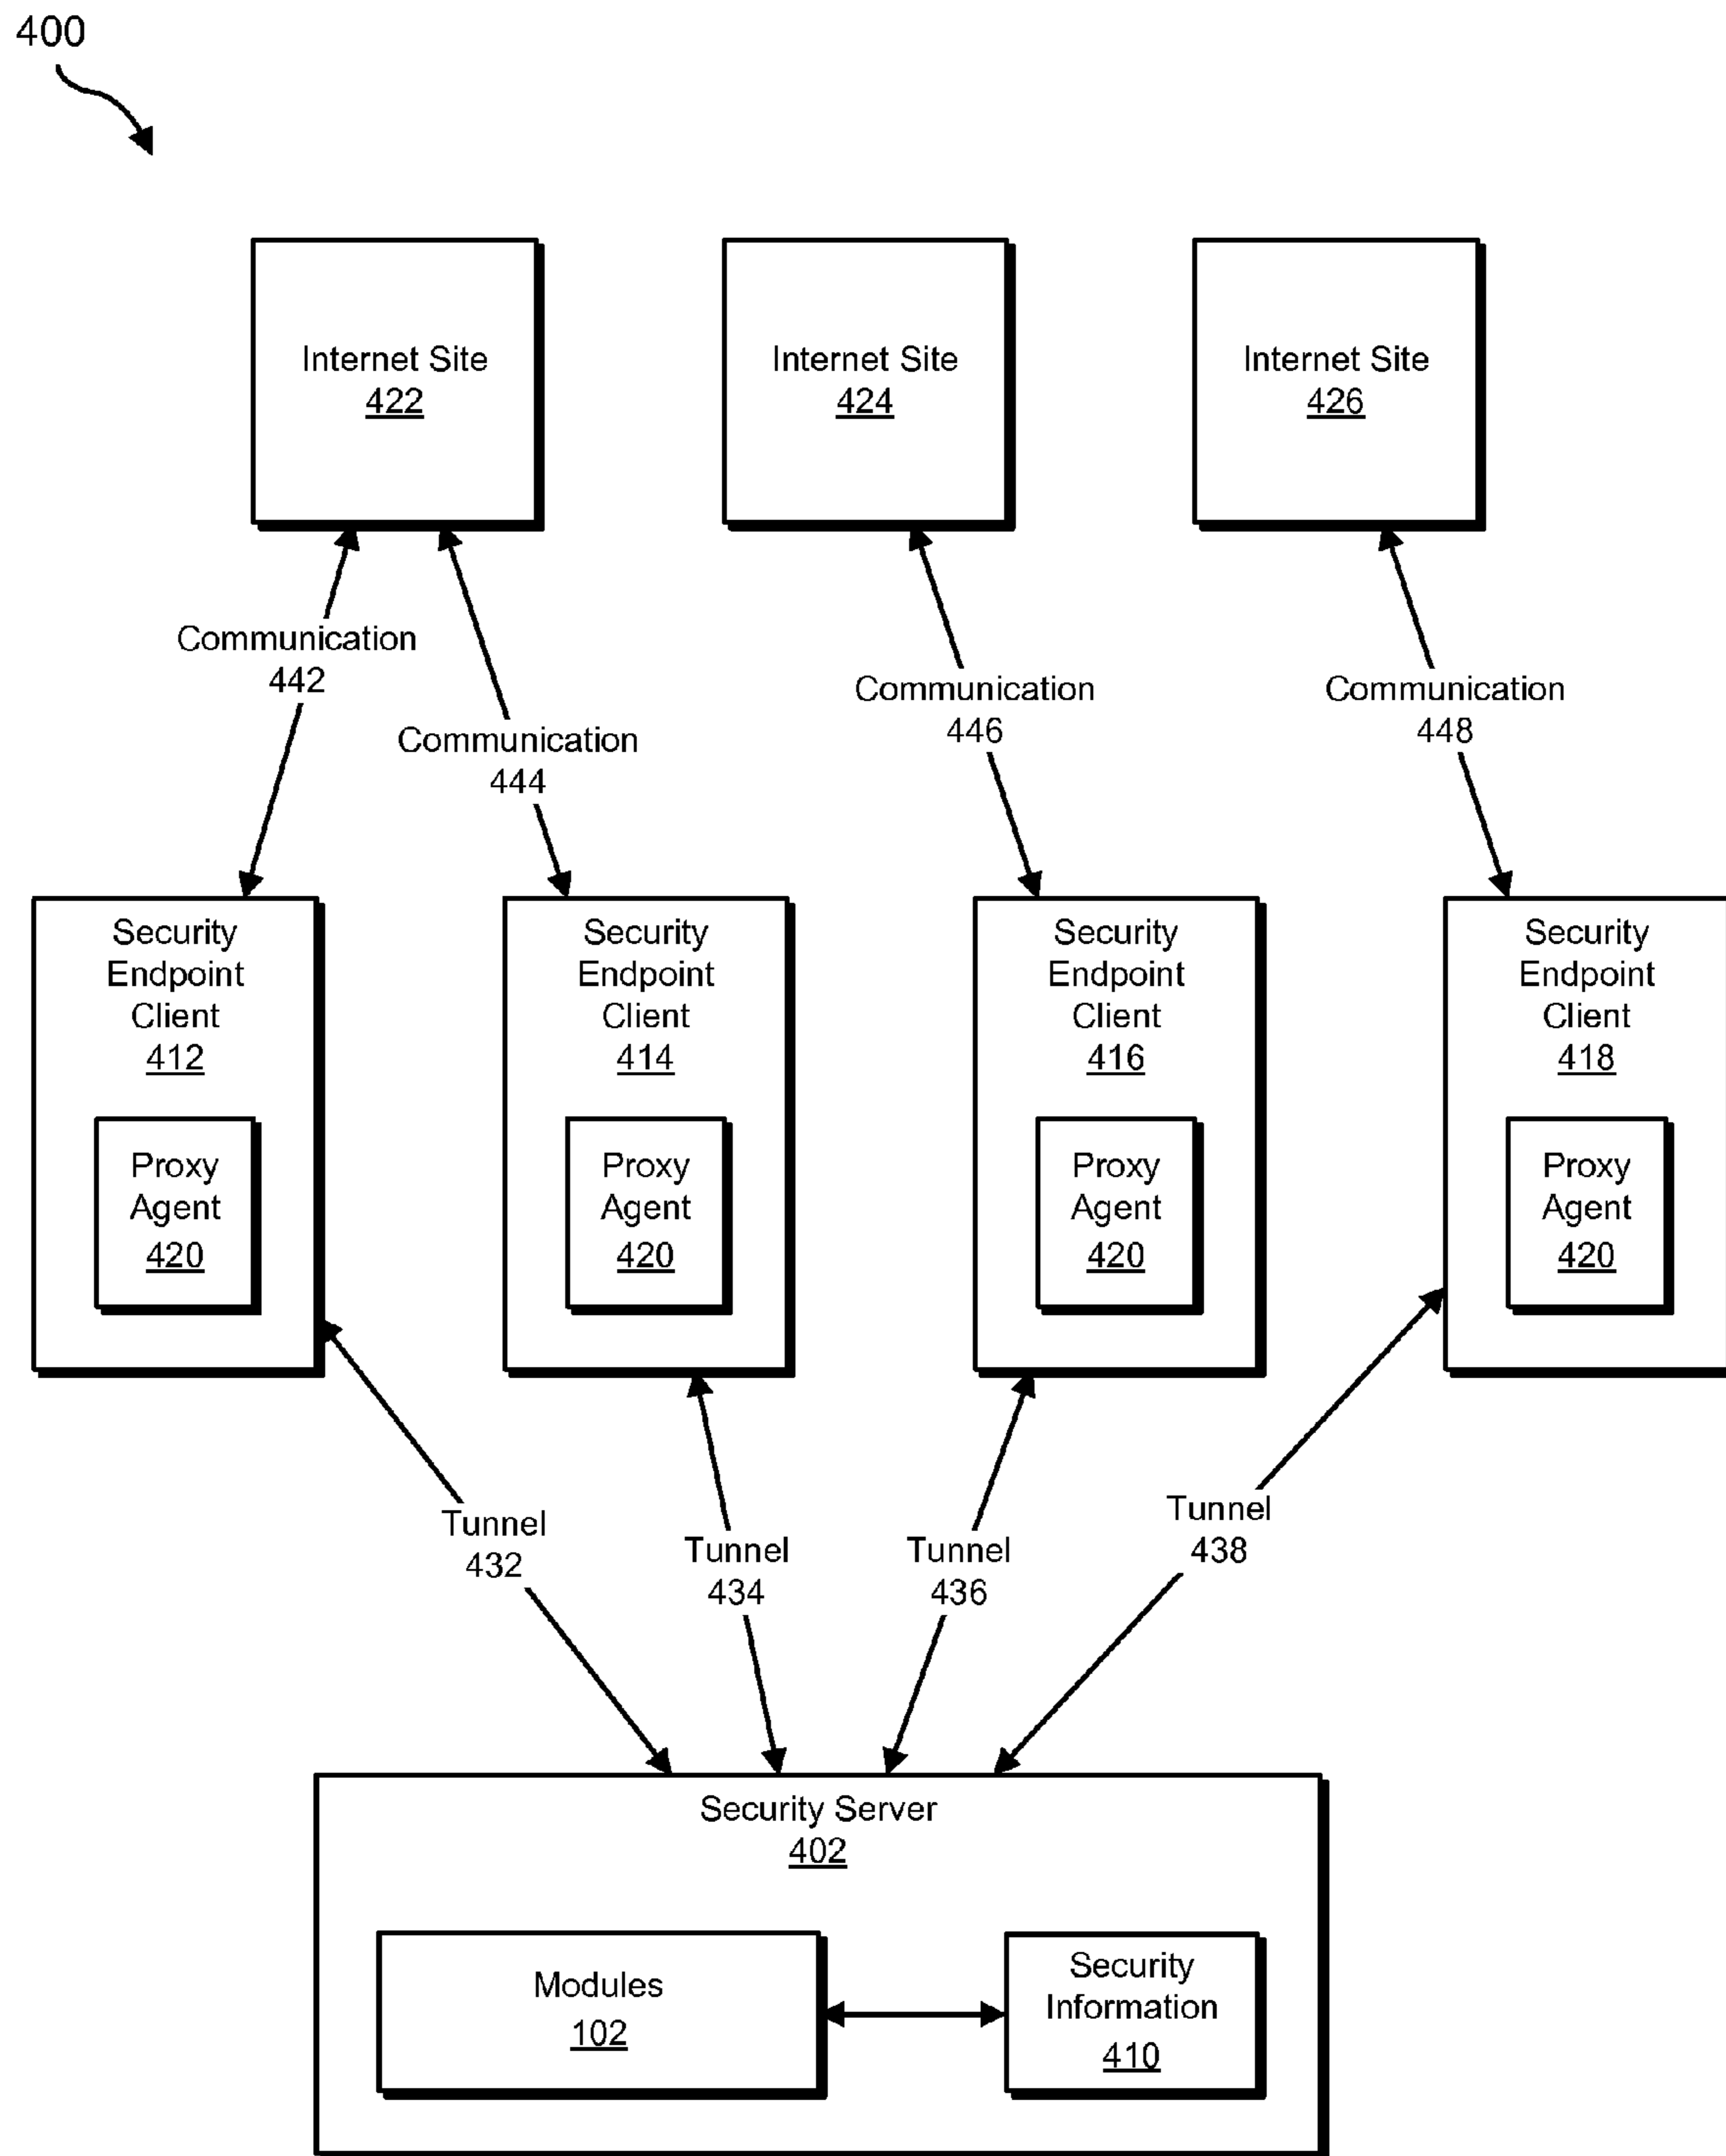 400
Internet Site
422
Internet Site
424
Internet Site
426
Communication
442
Communication
444
Communication
446
Communication
448
Security
Endpoint
Client
412
Proxy
Agent
420
Security
Endpoint
Client
414
Proxy
Agent
420
Security
Endpoint
Client
416
Proxy
Agent
420
Security
Endpoint
Client
418
Proxy
Agent
420
Tunnel
432
Tunnel
434
Tunnel
436
Tunnel
438
Security Server
402
Modules
102
Security
Information
410